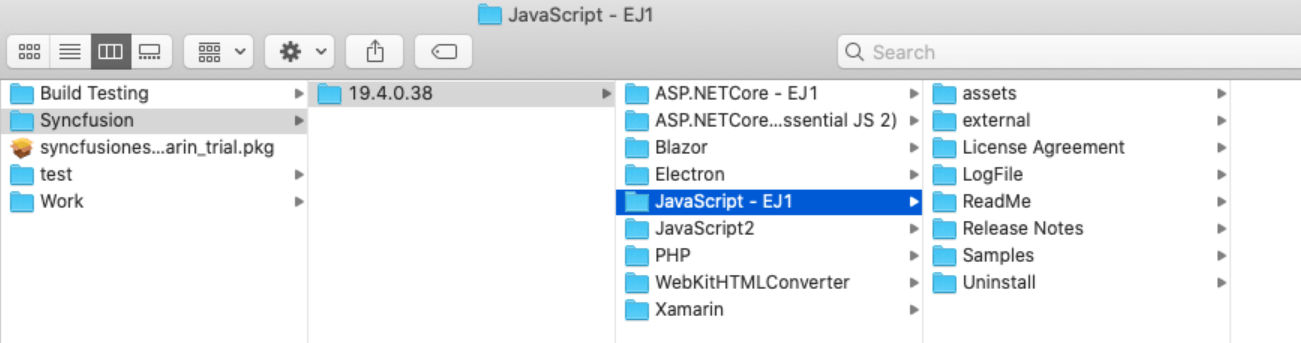 JavaScript - EJ1
Search
Build Testing
Syncfusion
syncfusiones...arin_trial.pkg
test
Work
19.4.0.38
ASP.NETCore - EJ1
ASP.NETCore...ssential JS 2)
Blazor
Electron
JavaScript - EJ1
JavaScript2
PHP
WebKitHTMLConverter
Xamarin
assets
external
License Agreement
LogFile
ReadMe
Release Notes
Samples
Uninstall